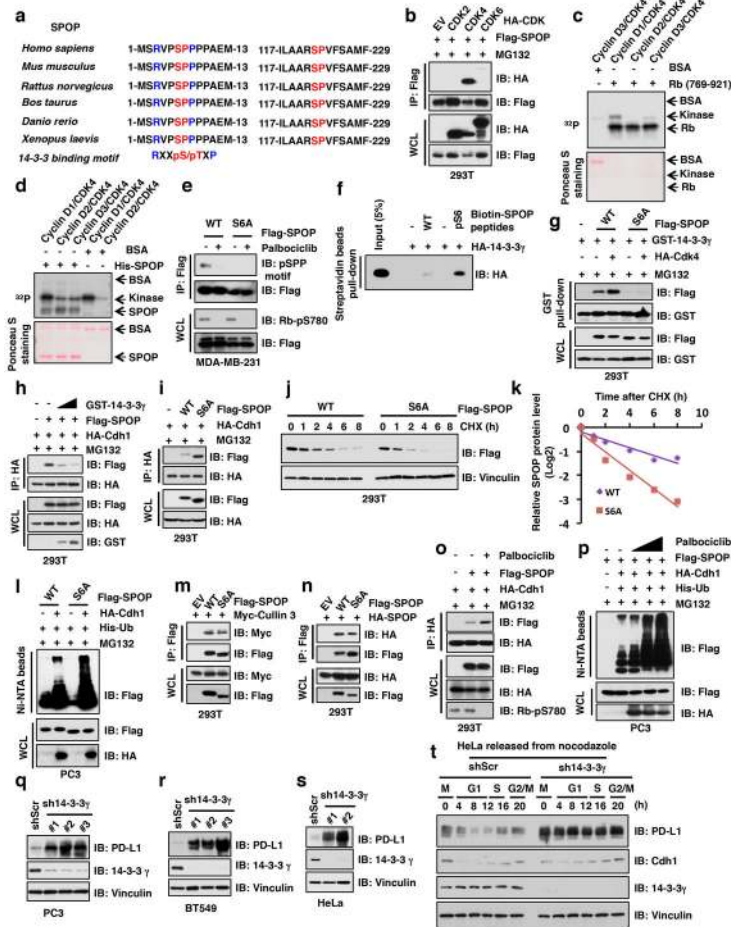 a
SPOP
Homo sapiens 1-MSRVPSPPPPAEM-13 117-ILAARSPVFSAMF-229
Mus musculus 1-MSRVPSPPPPAEM-13 117-ILAARSPVFSAMF-229
Rattus norvegicus 1-MSRVPSPPPPAEM-13 117-ILAARSPVFSAMF-229
Bos taurus 1-MSRVPSPPPPAEM-13 117-ILAARSPVFSAMF-229
Danio rerio 1-MSRVPSPPPPAEM-13 117-ILAARSPVFSAMF-229
Xenopus laevis 1-MSRVPSPPPPAEM-13 117-ILAARSPVFSAMF-229
14-3-3 binding motif RXXpS/pTXP
b
EV CDK2 CDK4 CDK6 HA-CDK
+ + + + Flag-SPOP
+ + + + MG132
IP: Flag
IB: HA
IB: Flag
WCL
IB: HA
IB: Flag
293T
c
Cyclin D3/CDK4 Cyclin D1/CDK4 Cyclin D2/CDK4 Cyclin D3/CDK4
+ - - - BSA
- + + + Rb (769-921)
32P
BSA
Kinase
Rb
Ponceau S staining
BSA
Kinase
Rb
d
Cyclin D1/CDK4 Cyclin D2/CDK4 Cyclin D3/CDK4 Cyclin D1/CDK4 Cyclin D2/CDK4
- - - + + BSA
+ + + - - His-SPOP
32P
BSA
Kinase
SPOP
Ponceau S staining
BSA
SPOP
e
WT S6A Flag-SPOP
- + - + Palbociclib
IP: Flag
IB: pSPP motif
IB: Flag
WCL
IB: Rb-pS780
IB: Flag
MDA-MB-231
f
Input (5%) - WT pS6 Biotin-SPOP peptides
+ + + HA-14-3-3γ
Streptavidin beads pull-down
IB: HA
g
- WT S6A Flag-SPOP
+ + + + + GST-14-3-3γ
- - + - + HA-Cdk4
+ + + + + MG132
GST pull-down
IB: Flag
IB: GST
WCL
IB: Flag
IB: GST
293T
h
GST-14-3-3γ
Flag-SPOP
HA-Cdh1
MG132
IP: HA
IB: Flag
IB: HA
WCL
IB: Flag
IB: HA
IB: GST
293T
i
- WT S6A Flag-SPOP
+ + + HA-Cdh1
+ + + MG132
IP: HA
IB: Flag
IB: HA
WCL
IB: Flag
IB: HA
293T
j
WT S6A Flag-SPOP
0 1 2 4 6 8 0 1 2 4 6 8 CHX (h)
IB: Flag
IB: Vinculin
293T
k
Time after CHX (h)
0 5 10
Relative SPOP protein level (Log2)
0
-1
-2
-3
-4
WT
S6A
l
WT S6A Flag-SPOP
- + - + HA-Cdh1
+ + + + His-Ub
+ + + + MG132
Ni-NTA beads
IB: Flag
WCL
IB: Flag
IB: HA
PC3
m
EV WT S6A Flag-SPOP
+ + + Myc-Cullin 3
IP: Flag
IB: Myc
IB: Flag
WCL
IB: Myc
IB: Flag
293T
n
EV WT S6A Flag-SPOP
+ + + HA-SPOP
IP: Flag
IB: HA
IB: Flag
WCL
IB: HA
IB: Flag
293T
o
- - + Palbociclib
- + + Flag-SPOP
+ + + HA-Cdh1
+ + + MG132
IP: HA
IB: Flag
IB: HA
WCL
IB: Flag
IB: HA
IB: Rb-pS780
293T
p
Palbociclib
Flag-SPOP
HA-Cdh1
His-Ub
MG132
Ni-NTA beads
IB: Flag
WCL
IB: Flag
IB: HA
PC3
q
shScr sh14-3-3γ #1 #2 #3
IB: PD-L1
IB: 14-3-3 γ
IB: Vinculin
PC3
r
shScr sh14-3-3γ #1 #2 #3
IB: PD-L1
IB: 14-3-3 γ
IB: Vinculin
BT549
s
shScr sh14-3-3γ #1 #2
IB: PD-L1
IB: 14-3-3 γ
IB: Vinculin
HeLa
t
HeLa released from nocodazole
shScr sh14-3-3γ
M G1 S G2/M M G1 S G2/M
0 4 8 12 16 20 0 4 8 12 16 20 (h)
IB: PD-L1
IB: Cdh1
IB: 14-3-3γ
IB: Vinculin